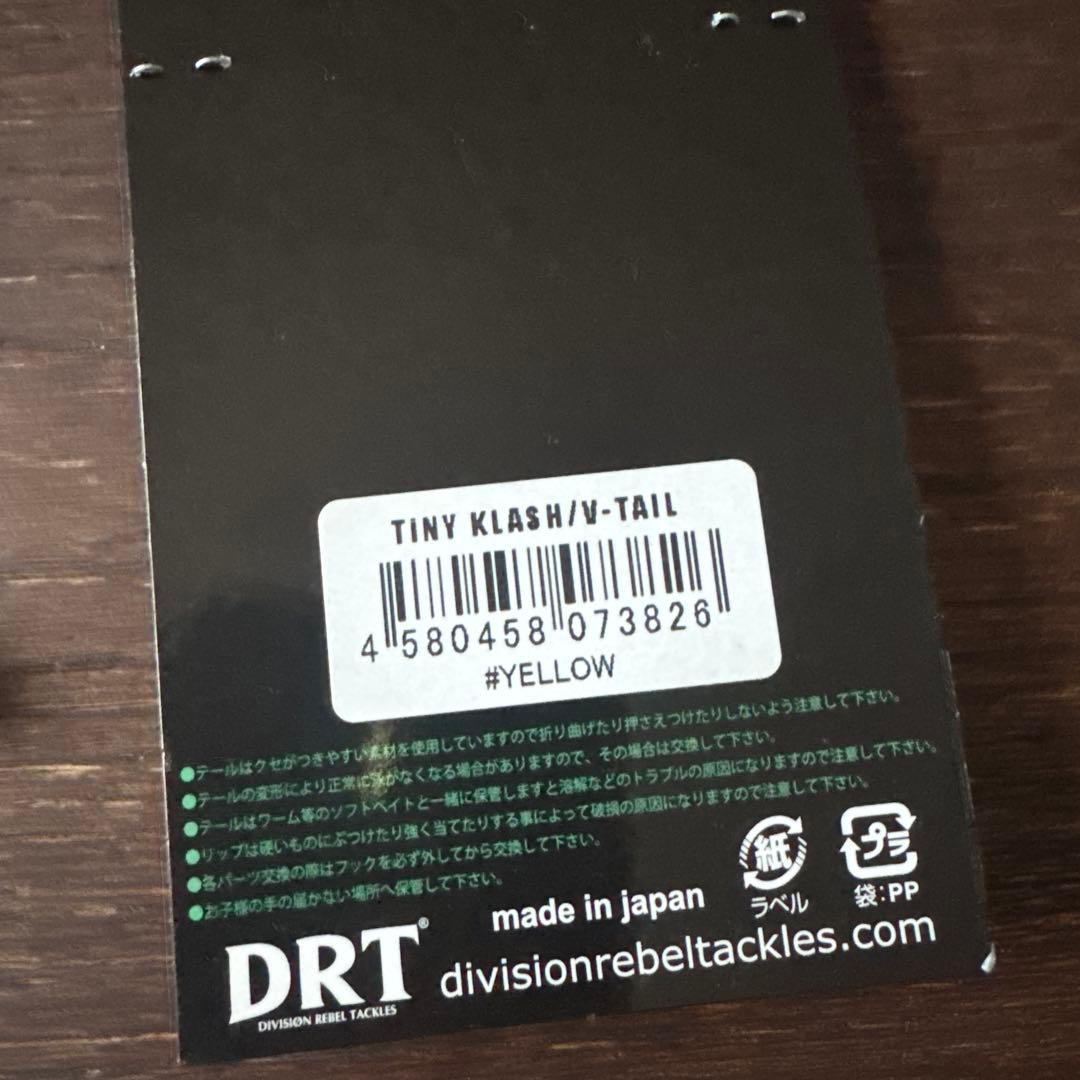 TiNY KLASH/V-TAIL
4 580458 073826
#YELLOW
●テールはクセがつきやすい素材を使用していますので折り曲げたり押さえつけたりしないよう注意して下さい。
●テールの変形により正常に泳がなくなる場合がありますので、その場合は交換して下さい。
●テールはワーム等のソフトベイトと一緒に保管しますと溶解などのトラブルの原因になりますので注意して下さい。
●リップは硬いものにぶつけたり強く当てたりする事によって破損の原因になりますので注意して下さい。
●各パーツ交換の際はフックを必ず外してから交換して下さい。
●お子様の手の届かない場所へ保管して下さい。
紙
ラベル
プラ
袋:PP
made in japan
DRT®
DIVISIØN REBEL TACKLES
divisionrebeltackles.com